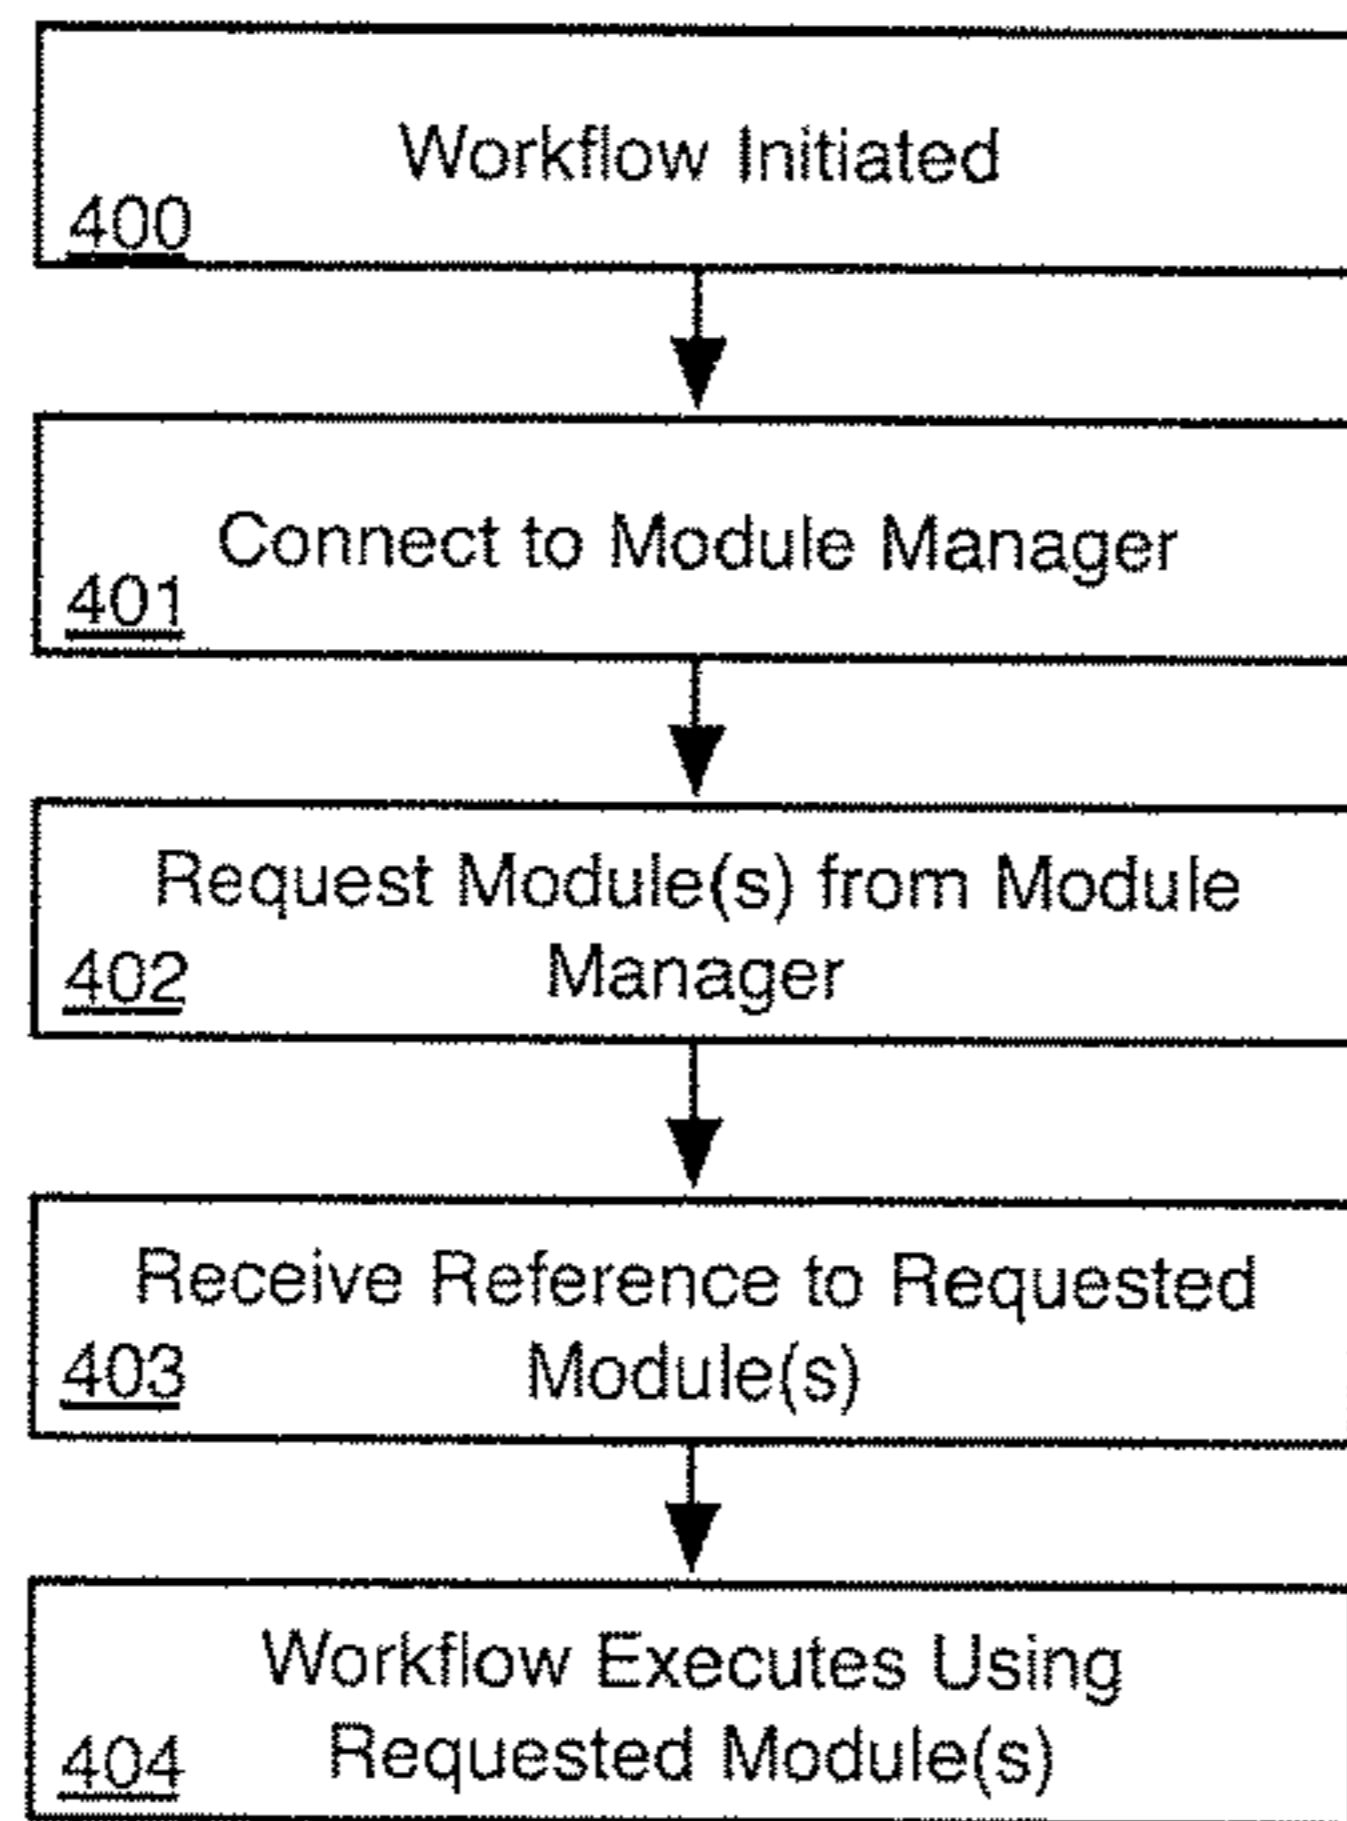 Workflow Initiated
400
Connect to Module Manager
401
Request Module(s) from Module
Manager
402
Receive Reference to Requested
Module(s)
403
Workflow Executes Using
Requested Module(s)
404